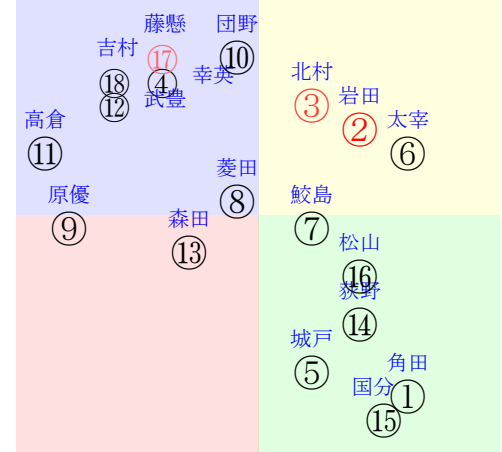 藤懸
⑰
団野
⑩
吉村
⑱
④
幸英
武豊
⑫
北村
③
岩田
②
太宰
⑥
高倉
⑪
菱田
⑧
原優
⑨
森田
⑬
鮫島
⑦
松山
⑯
荻野
⑭
城戸
⑤
角田
①
国分
⑮